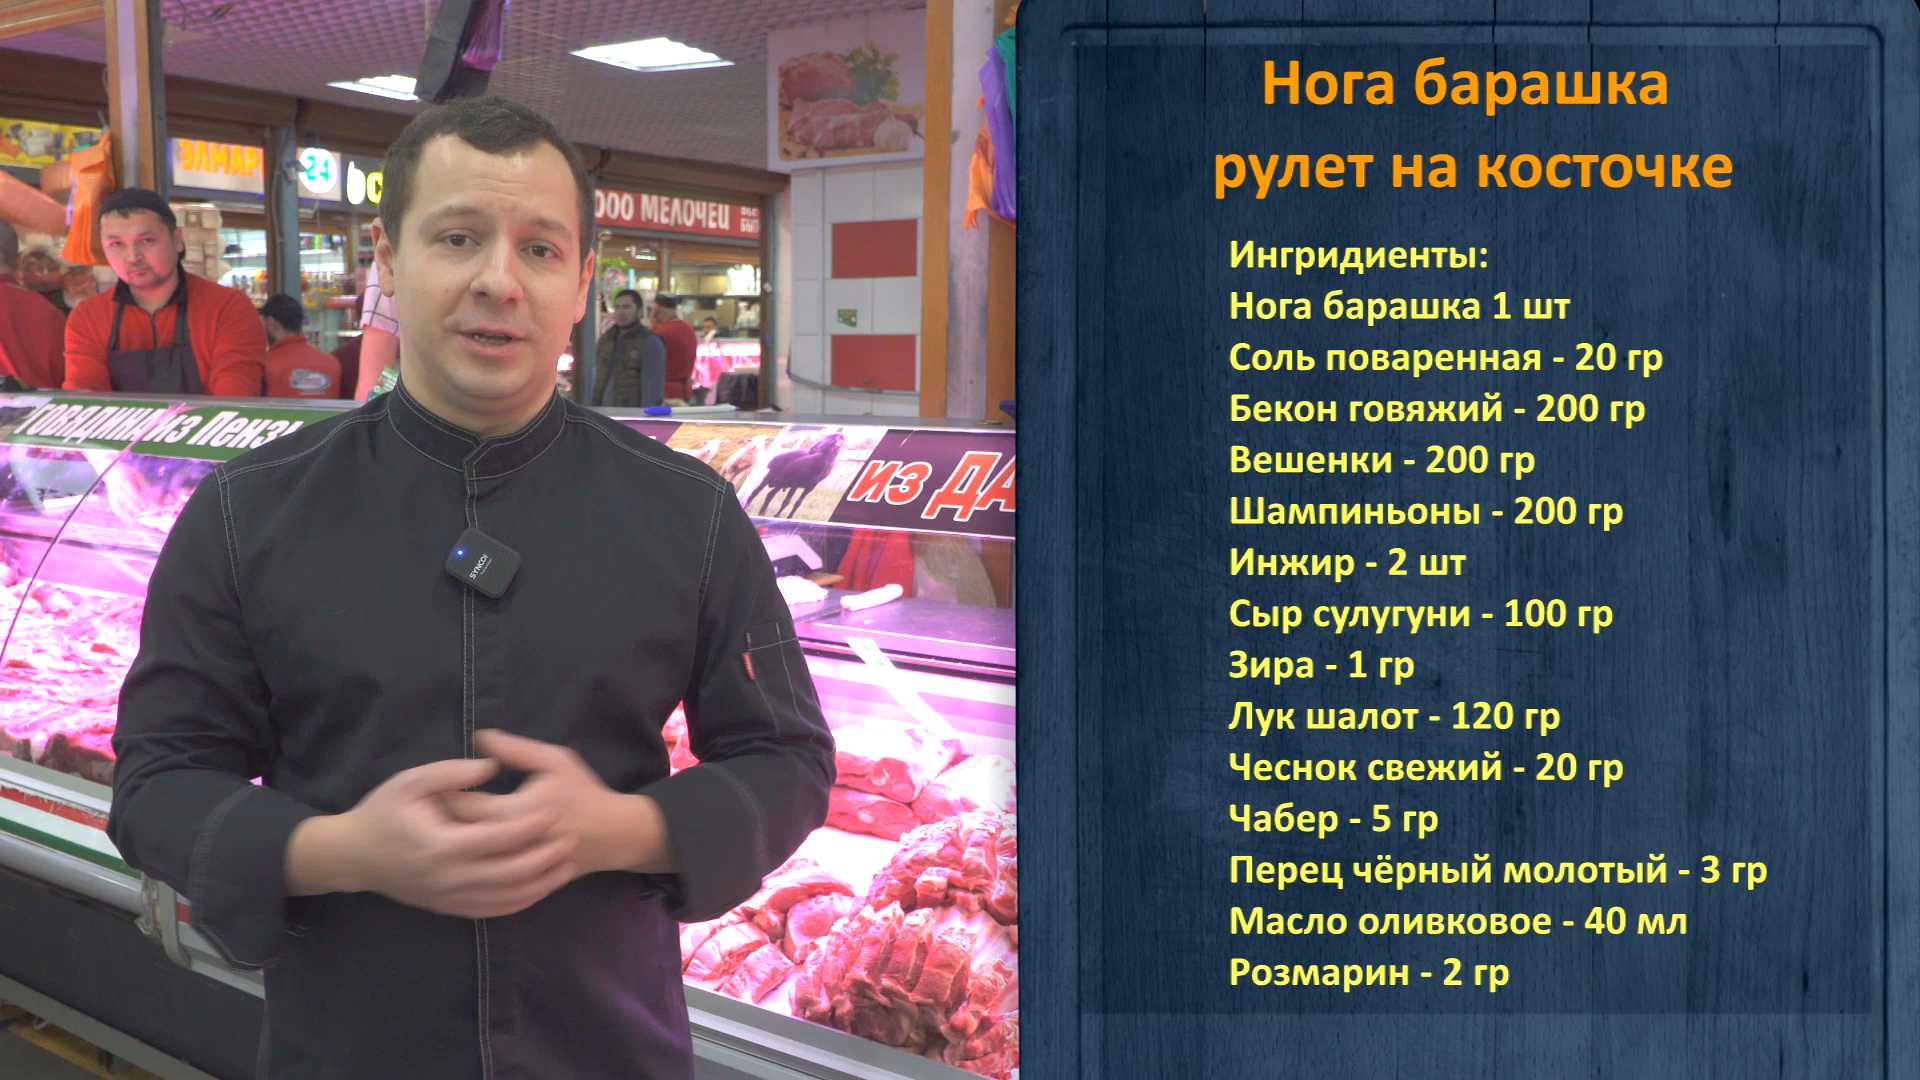 24
1000 МЕЛОЧЕЙ
ГОВЯДИНА ИЗ ПЕНЗ
ИЗ ДА
SYNCO
Нога барашка
рулет на косточке
Ингридиенты:
Нога барашка 1 шт
Соль поваренная - 20 гр
Бекон говяжий - 200 гр
Вешенки - 200 гр
Шампиньоны - 200 гр
Инжир - 2 шт
Сыр сулугуни - 100 гр
Зира - 1 гр
Лук шалот - 120 гр
Чеснок свежий - 20 гр
Чабер - 5 гр
Перец чёрный молотый - 3 гр
Масло оливковое - 40 мл
Розмарин - 2 гр